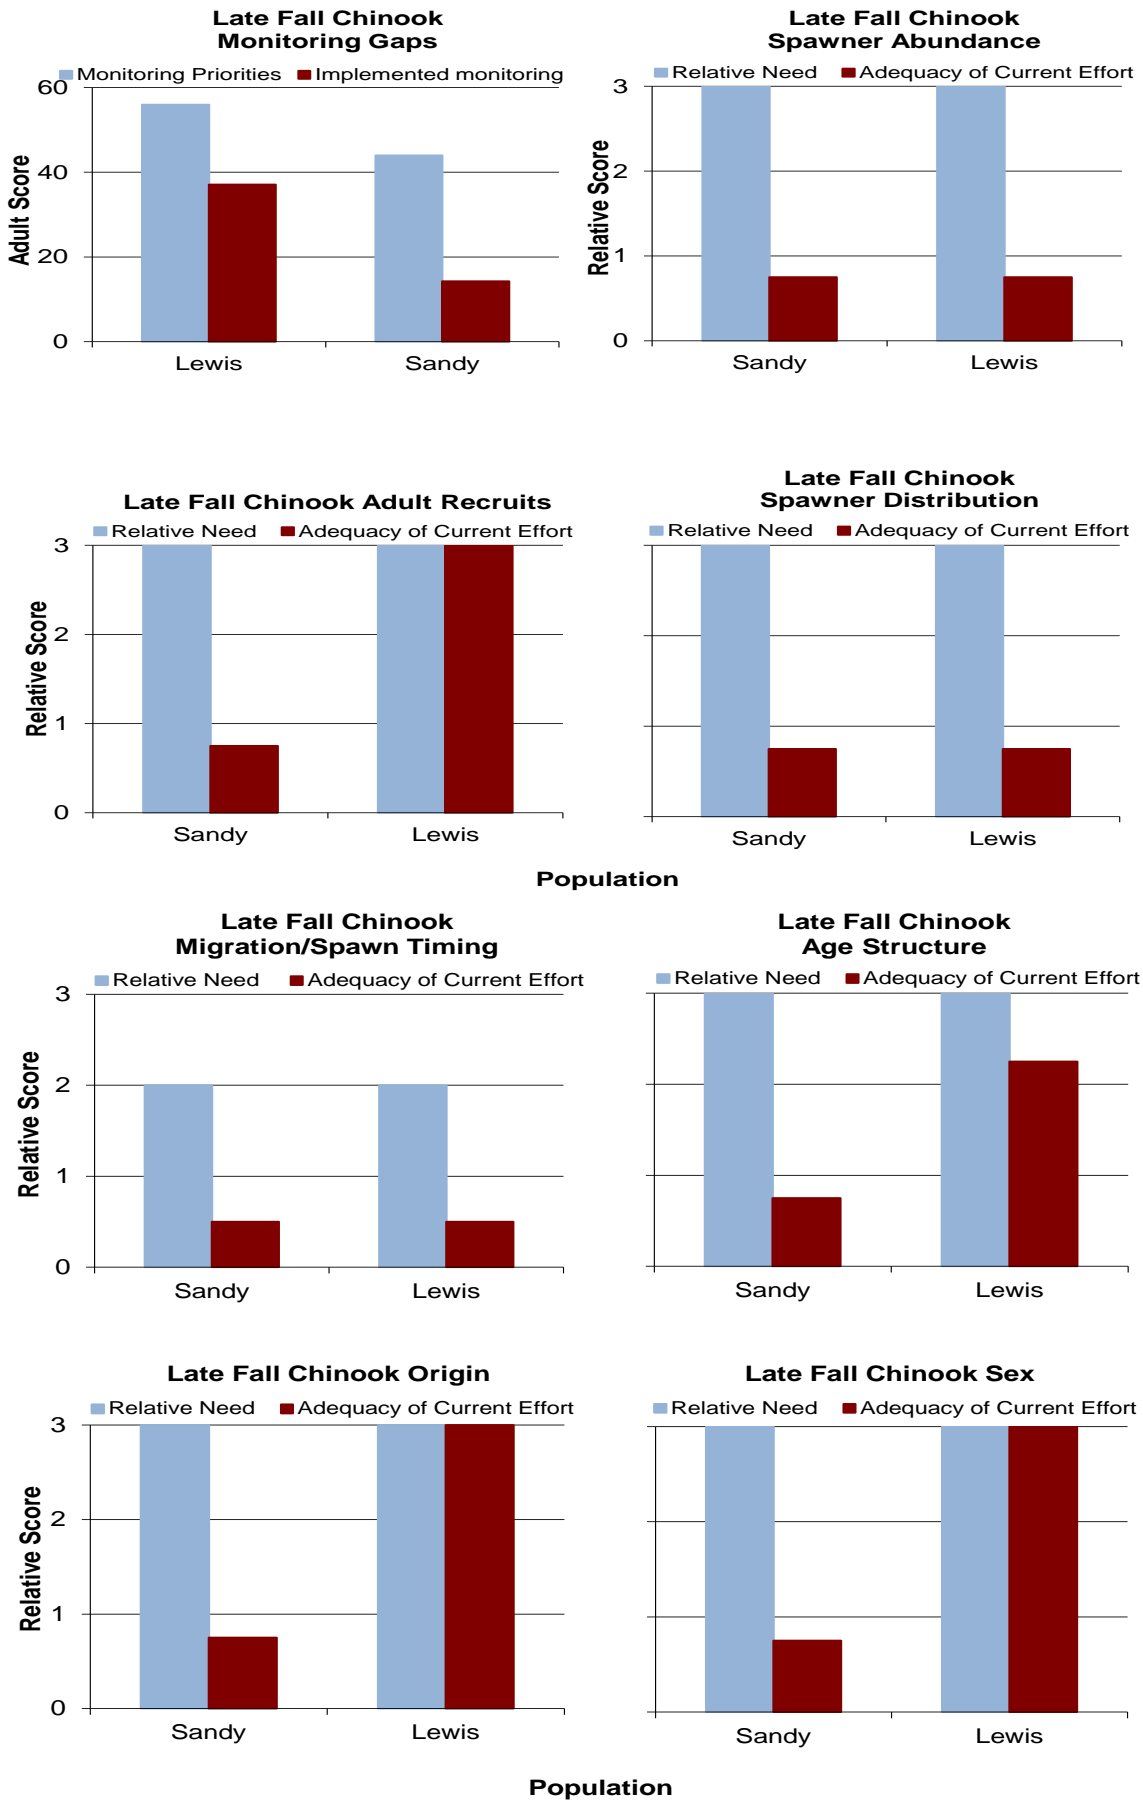 Late Fall Chinook
Monitoring Gaps
Monitoring Priorities Implemented monitoring
60
40
20
0
Adult Score
Lewis Sandy
Late Fall Chinook
Spawner Abundance
Relative Need Adequacy of Current Effort
3
2
1
0
Relative Score
Sandy Lewis
Late Fall Chinook Adult Recruits
Relative Need Adequacy of Current Effort
3
2
1
0
Relative Score
Sandy Lewis
Late Fall Chinook
Spawner Distribution
Relative Need Adequacy of Current Effort
Sandy Lewis
Population
Late Fall Chinook
Migration/Spawn Timing
Relative Need Adequacy of Current Effort
3
2
1
0
Relative Score
Sandy Lewis
Late Fall Chinook
Age Structure
Relative Need Adequacy of Current Effort
Sandy Lewis
Late Fall Chinook Origin
Relative Need Adequacy of Current Effort
3
2
1
0
Relative Score
Sandy Lewis
Late Fall Chinook Sex
Relative Need Adequacy of Current Effort
Sandy Lewis
Population